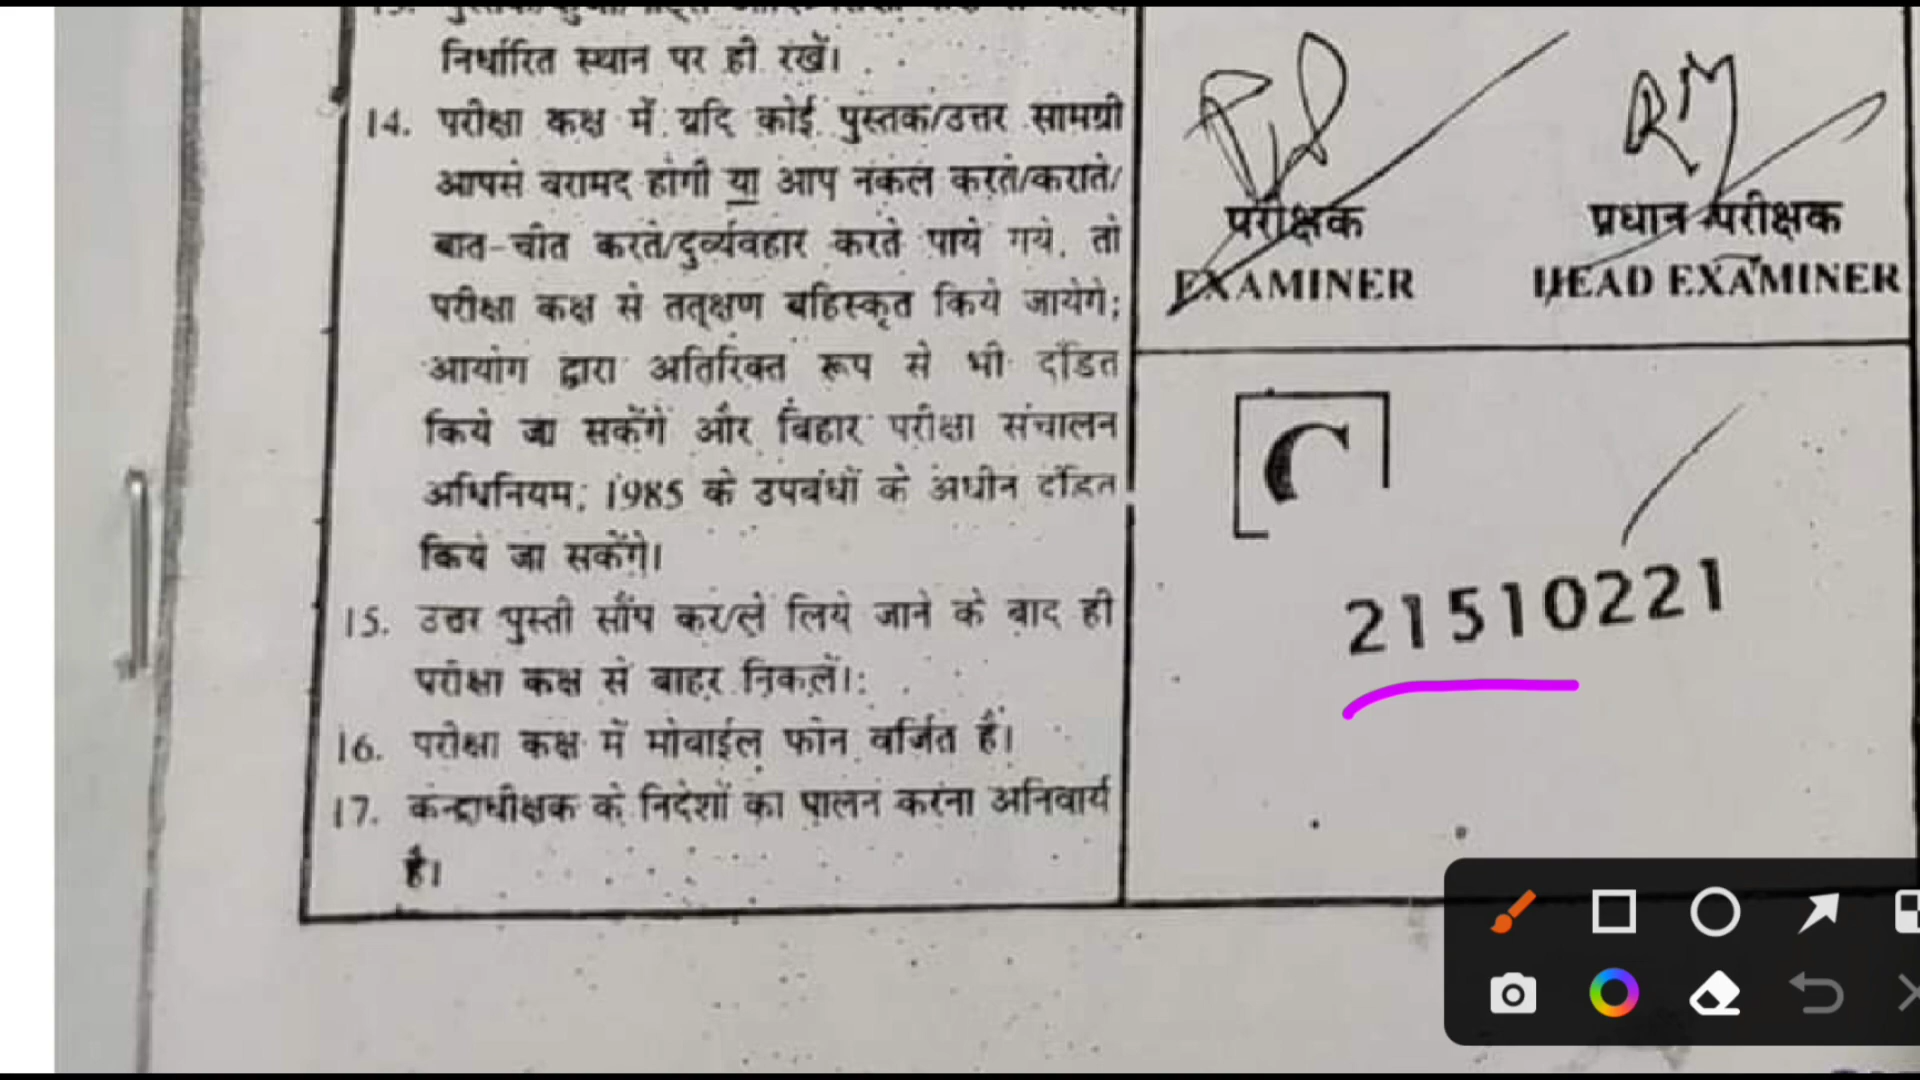 निर्धारित स्थान पर ही रखें।
14. परीक्षा कक्ष में यदि कोई पुस्तक/उत्तर सामग्री
आपसे बरामद होगी या आप नकल करते/कराते/
बात-चीत करते/दुर्व्यवहार करते पाये गये, तो
परीक्षा कक्ष से तत्क्षण बहिस्कृत किये जायेगे;
आयोग द्वारा अतिरिक्त रूप से भी दंडित
किये जा सकेंगे और बिहार परीक्षा संचालन
अधिनियम, 1985 के उपबंधों के अधीन दंडित
किये जा सकेंगे।
15. उत्तर पुस्ती सौंप कर/ले लिये जाने के बाद ही
परीक्षा कक्ष से बाहर निकलें।
16. परीक्षा कक्ष में मोबाईल फोन वर्जित हैं।
17. केन्द्राधीक्षक के निदेशों का पालन करना अनिवार्य
है।
परीक्षक
EXAMINER
प्रधान परीक्षक
HEAD EXAMINER
C
21510221